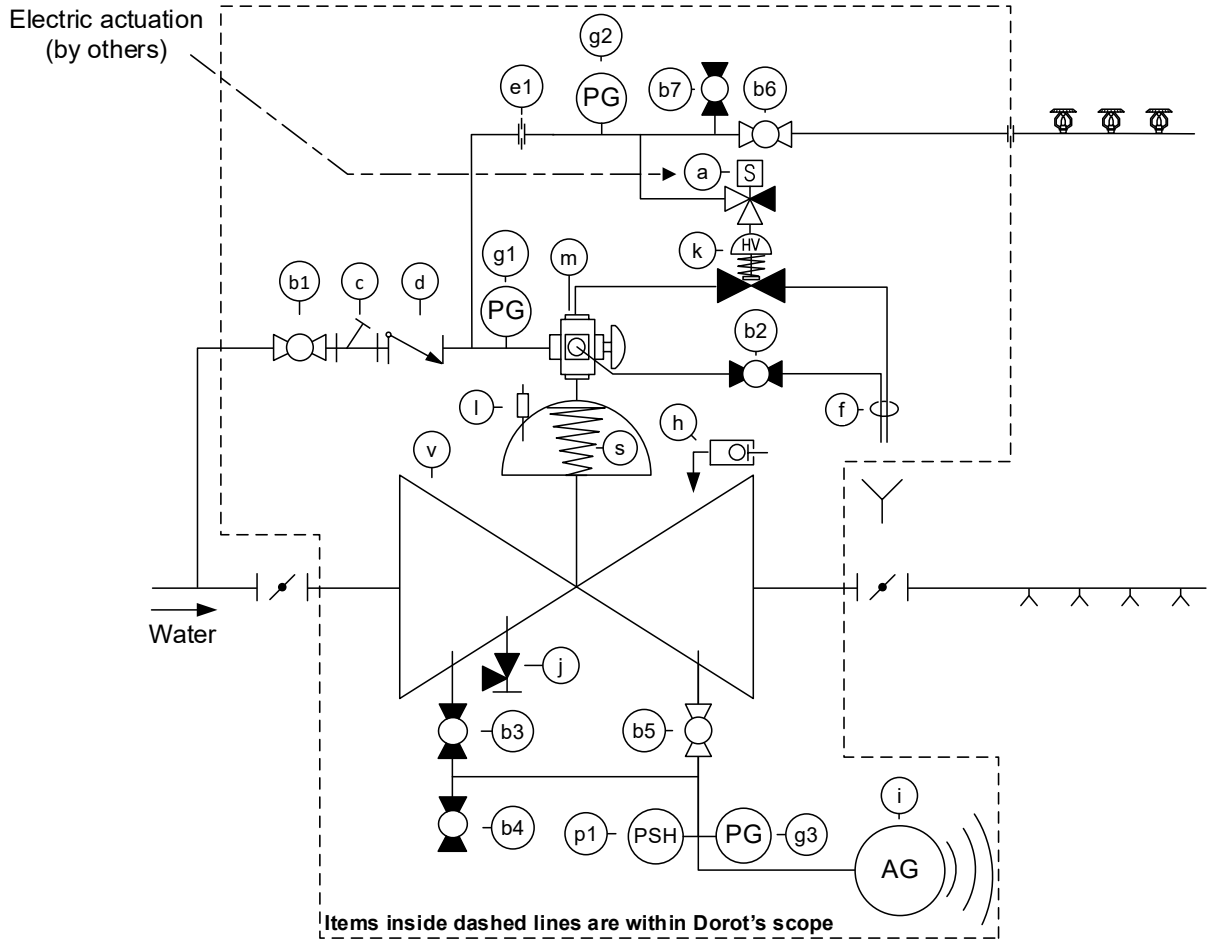 Electric actuation
(by others)
g2
e1
PG
b7
b6
a
S
g1
m
k
HV
b1
c
d
PG
b2
l
f
h
s
v
Water
j
b3
b5
i
b4
p1
PSH
PG
g3
AG
Items inside dashed lines are within Dorot's scope